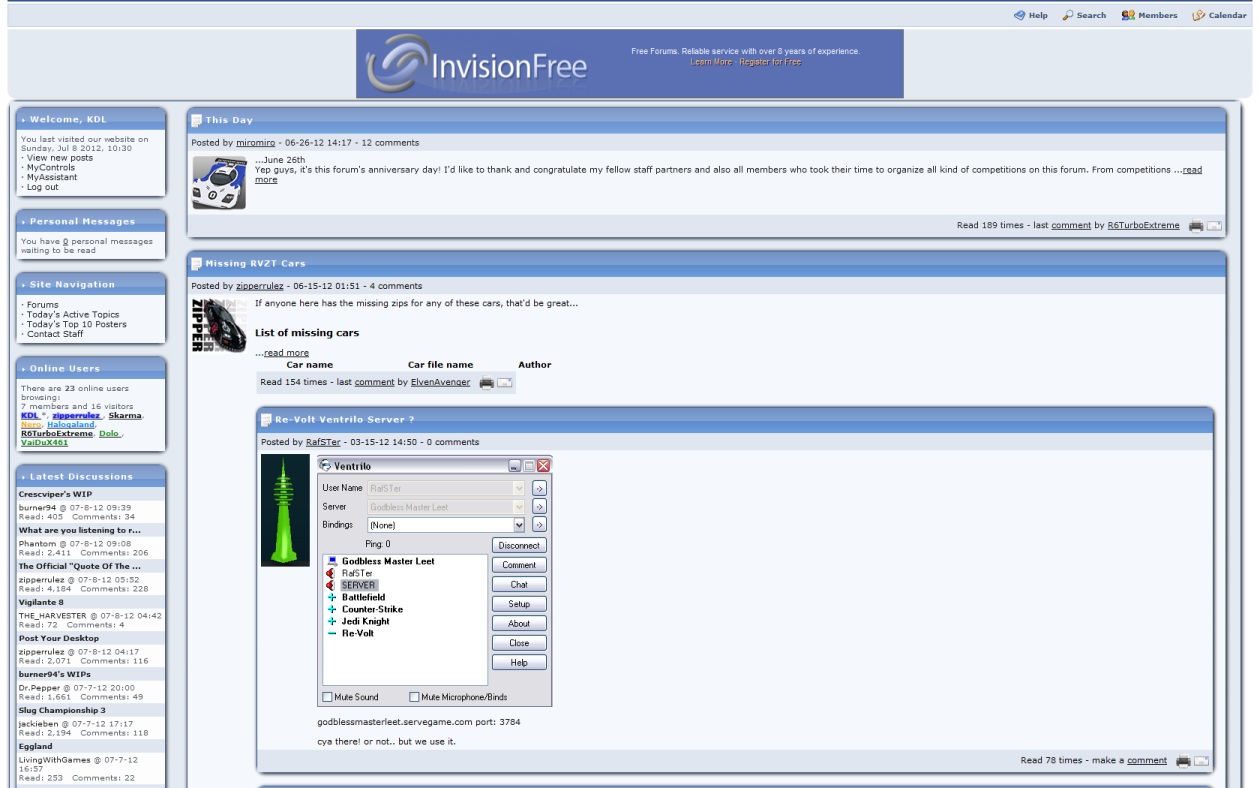 Help Search Members Calendar
InvisionFree
Free Forums. Reliable service with over 8 years of experience.
Learn More · Register for Free
Welcome, KDL
You last visited our website on
Sunday, Jul 8 2012, 10:30
· View new posts
· MyControls
· MyAssistant
· Log out
Personal Messages
You have 0 personal messages
waiting to be read
Site Navigation
· Forums
· Today's Active Topics
· Today's Top 10 Posters
· Contact Staff
Online Users
There are 23 online users
browsing:
7 members and 16 visitors
KDL *, zipperrulez , Skarma,
Nero, Halogaland,
R6TurboExtreme, Dolo ,
VaiDuX461
Latest Discussions
Crescviper's WIP
burner94 @ 07-8-12 09:39
Read: 405 Comments: 34
What are you listening to r...
Phantom @ 07-8-12 09:08
Read: 2,411 Comments: 206
The Official "Quote Of The ...
zipperrulez @ 07-8-12 05:52
Read: 4,184 Comments: 228
Vigilante 8
THE_HARVESTER @ 07-8-12 04:42
Read: 72 Comments: 4
Post Your Desktop
zipperrulez @ 07-8-12 04:17
Read: 2,071 Comments: 116
burner94's WIPs
Dr.Pepper @ 07-7-12 20:00
Read: 1,661 Comments: 49
Slug Championship 3
jackieben @ 07-7-12 17:17
Read: 2,194 Comments: 118
Eggland
LivingWithGames @ 07-7-12
16:57
Read: 253 Comments: 22
This Day
Posted by miromiro - 06-26-12 14:17 - 12 comments
...June 26th
Yep guys, it's this forum's anniversary day! I'd like to thank and congratulate my fellow staff partners and also all members who took their time to organize all kind of competitions on this forum. From competitions ...read
more
Read 189 times - last comment by R6TurboExtreme
Missing RVZT Cars
Posted by zipperrulez - 06-15-12 01:51 - 4 comments
ZIPPER
If anyone here has the missing zips for any of these cars, that'd be great...
List of missing cars
...read more
Car name Car file name Author
Read 154 times - last comment by ElvenAvenger
Re-Volt Ventrilo Server ?
Posted by RafSTer - 03-15-12 14:50 - 0 comments
Ventrilo
User Name RafSTer
Server Godbless Master Leet
Bindings (None)
Ping: 0
Disconnect
Godbless Master Leet
Comment
RafSTer
SERVER
Chat
Battlefield
Setup
Counter-Strike
Jedi Knight
About
Re-Volt
Close
Help
Mute Sound Mute Microphone/Binds
godblessmasterleet.servegame.com port: 3784
cya there! or not.. but we use it.
Read 78 times - make a comment